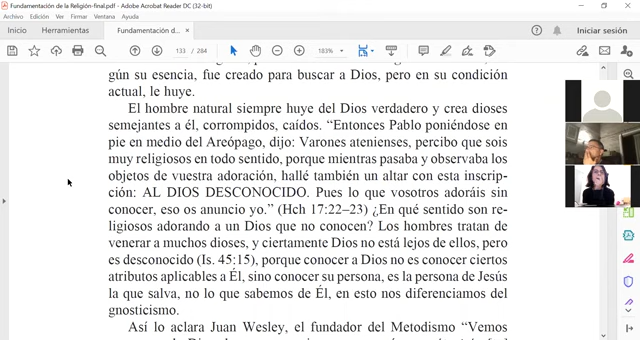 Fundamentación de la Religión-final.pdf - Adobe Acrobat Reader DC (32-bit)
Archivo Edición Ver Firmar Ventana Ayuda
Inicio Herramientas Fundamentación d... × Iniciar sesión
133 / 284 183%
gún su esencia, fue creado para buscar a Dios, pero en su condición
actual, le huye.
El hombre natural siempre huye del Dios verdadero y crea dioses
semejantes a él, corrompidos, caídos. “Entonces Pablo poniéndose en
pie en medio del Areópago, dijo: Varones atenienses, percibo que sois
muy religiosos en todo sentido, porque mientras pasaba y observaba los
objetos de vuestra adoración, hallé también un altar con esta inscrip-
ción: AL DIOS DESCONOCIDO. Pues lo que vosotros adoráis sin
conocer, eso os anuncio yo.” (Hch 17:22–23) ¿En qué sentido son re-
ligiosos adorando a un Dios que no conocen? Los hombres tratan de
venerar a muchos dioses, y ciertamente Dios no está lejos de ellos, pero
es desconocido (Is. 45:15), porque conocer a Dios no es conocer ciertos
atributos aplicables a Él, sino conocer su persona, es la persona de Jesús
la que salva, no lo que sabemos de Él, en esto nos diferenciamos del
gnosticismo.
Así lo aclara Juan Wesley, el fundador del Metodismo “Vemos